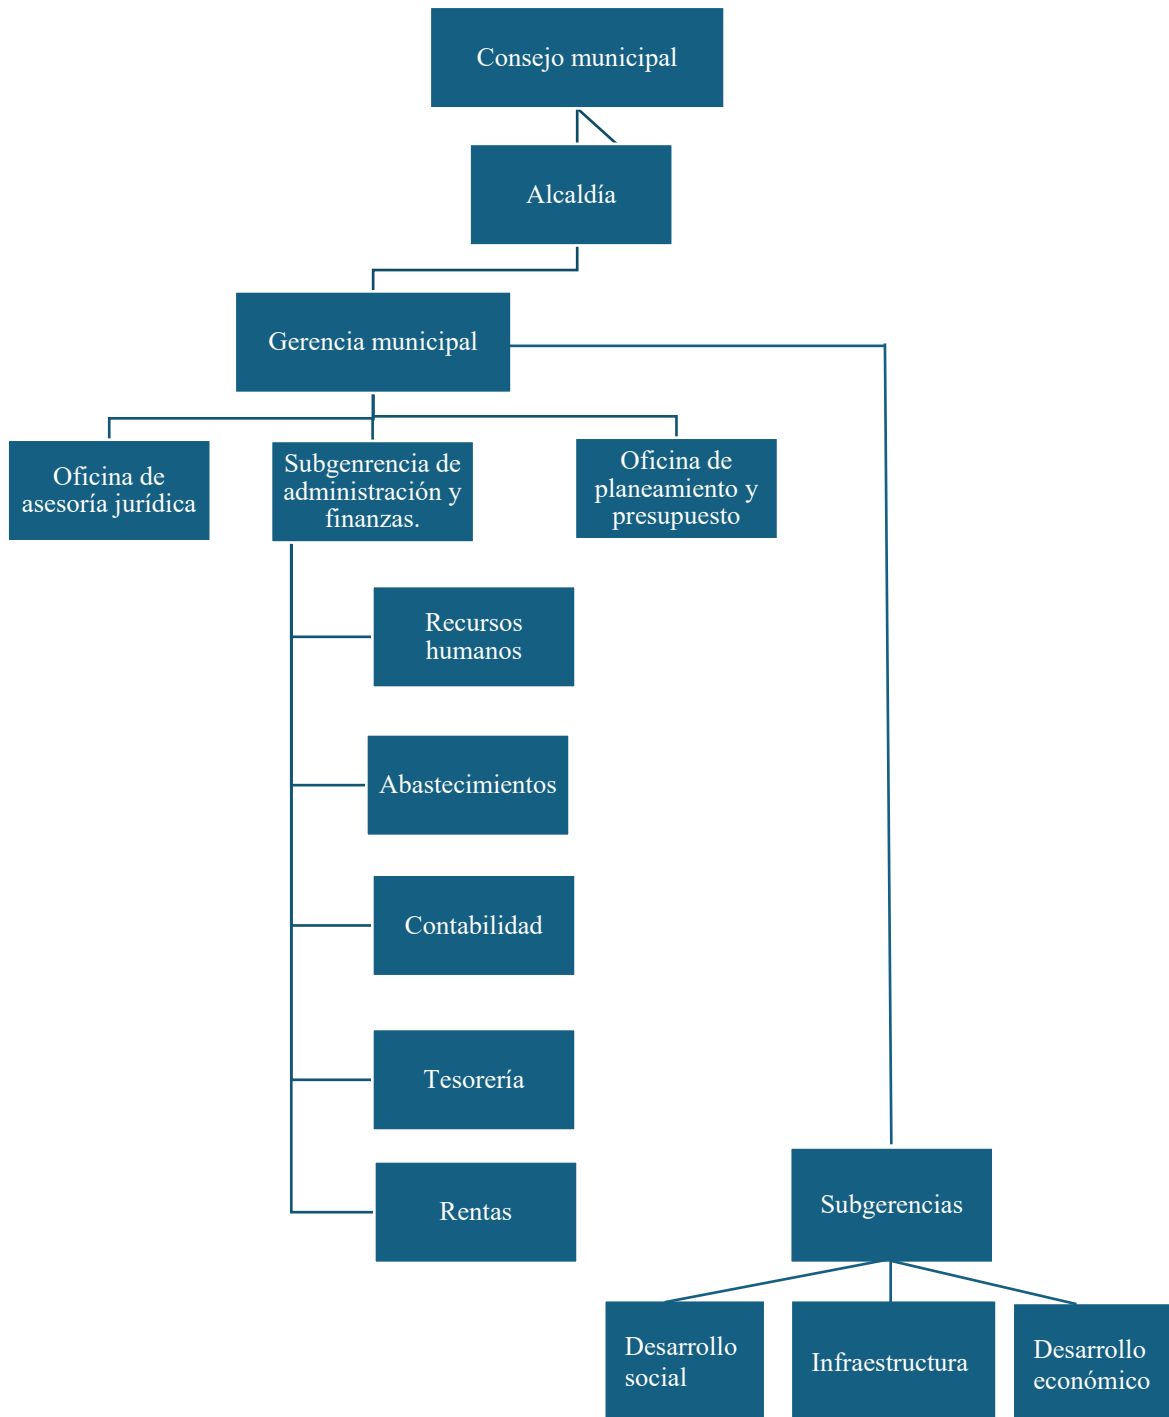 Consejo municipal
Alcaldía
Gerencia municipal
Oficina de
asesoría jurídica
Subgenrencia de
administración y
finanzas.
Oficina de
planeamiento y
presupuesto
Recursos
humanos
Abastecimientos
Contabilidad
Tesorería
Rentas
Subgerencias
Desarrollo
social
Infraestructura
Desarrollo
económico